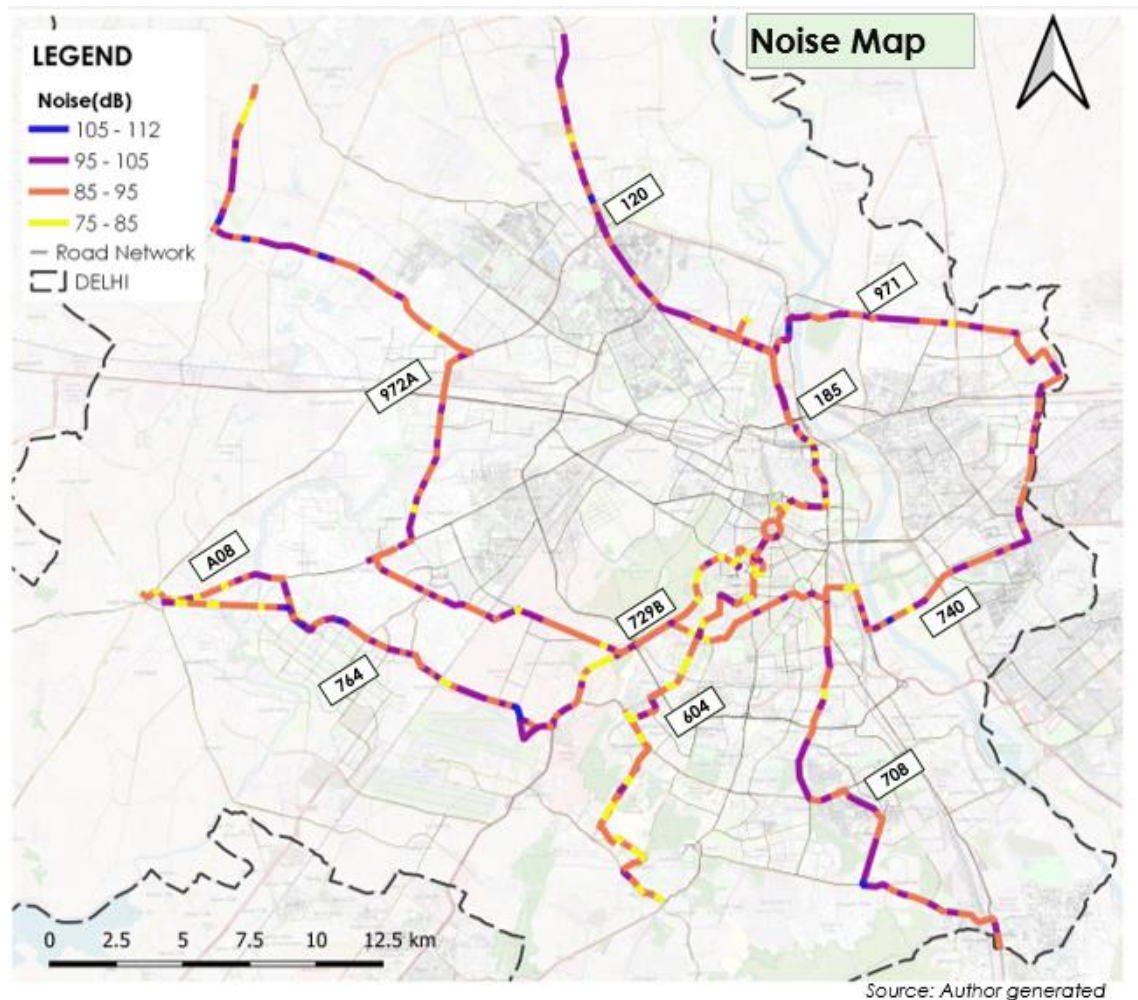 Noise Map
LEGEND
Noise(dB)
105 - 112
95 - 105
85 - 95
75 - 85
Road Network
DELHI
120
971
972A
185
A08
729B
740
764
604
708
0 2.5 5 7.5 10 12.5 km
Source: Author generated